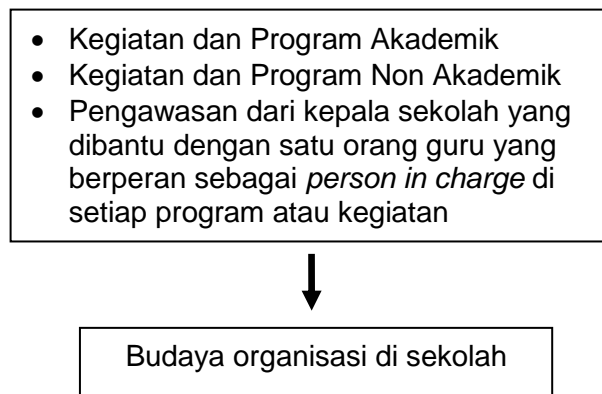 • Kegiatan dan Program Akademik
• Kegiatan dan Program Non Akademik
• Pengawasan dari kepala sekolah yang
dibantu dengan satu orang guru yang
berperan sebagai person in charge di
setiap program atau kegiatan
Budaya organisasi di sekolah